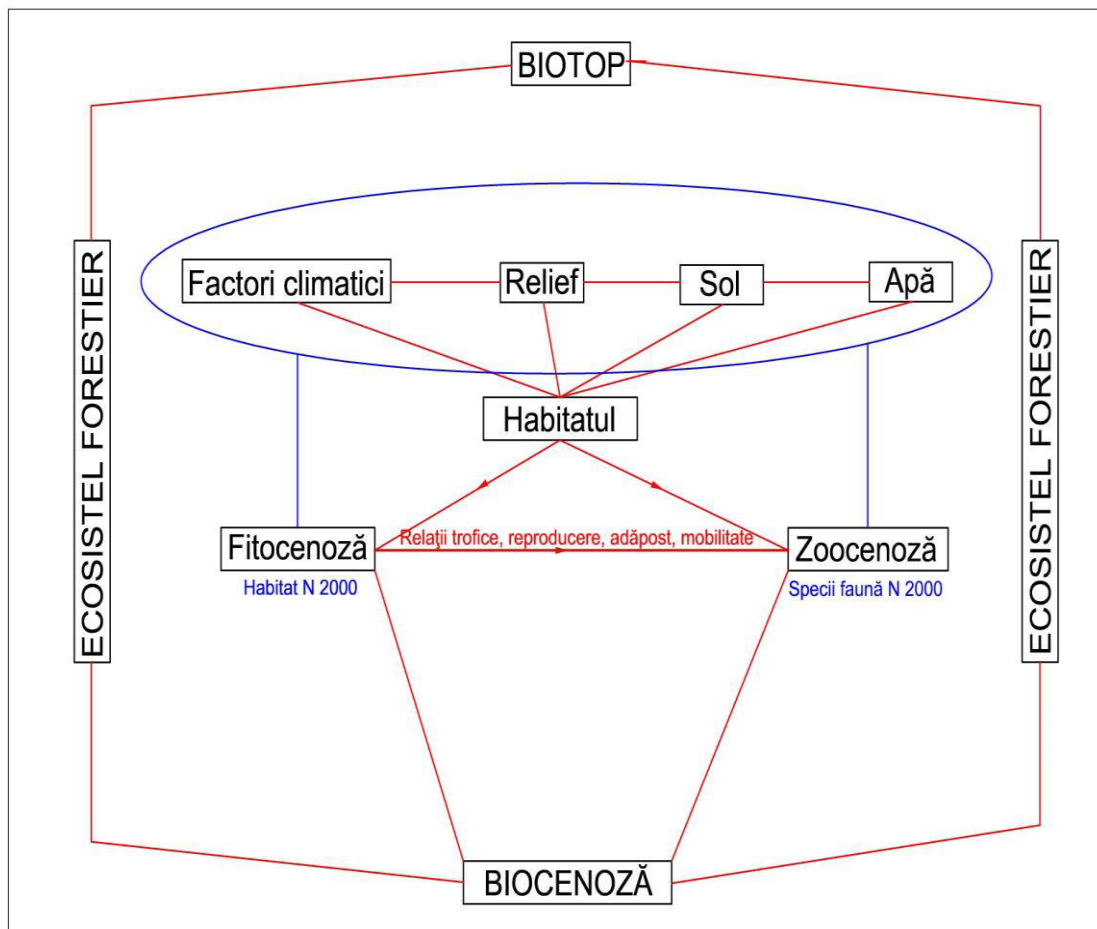 BIOTOP
Factori climatici
Relief
Sol
Apă
ECOSISTEL FORESTIER
ECOSISTEL FORESTIER
Habitatul
Relaţii trofice, reproducere, adăpost, mobilitate
Fitocenoză
Zoocenoză
Habitat N 2000
Specii faună N 2000
BIOCENOZĂ